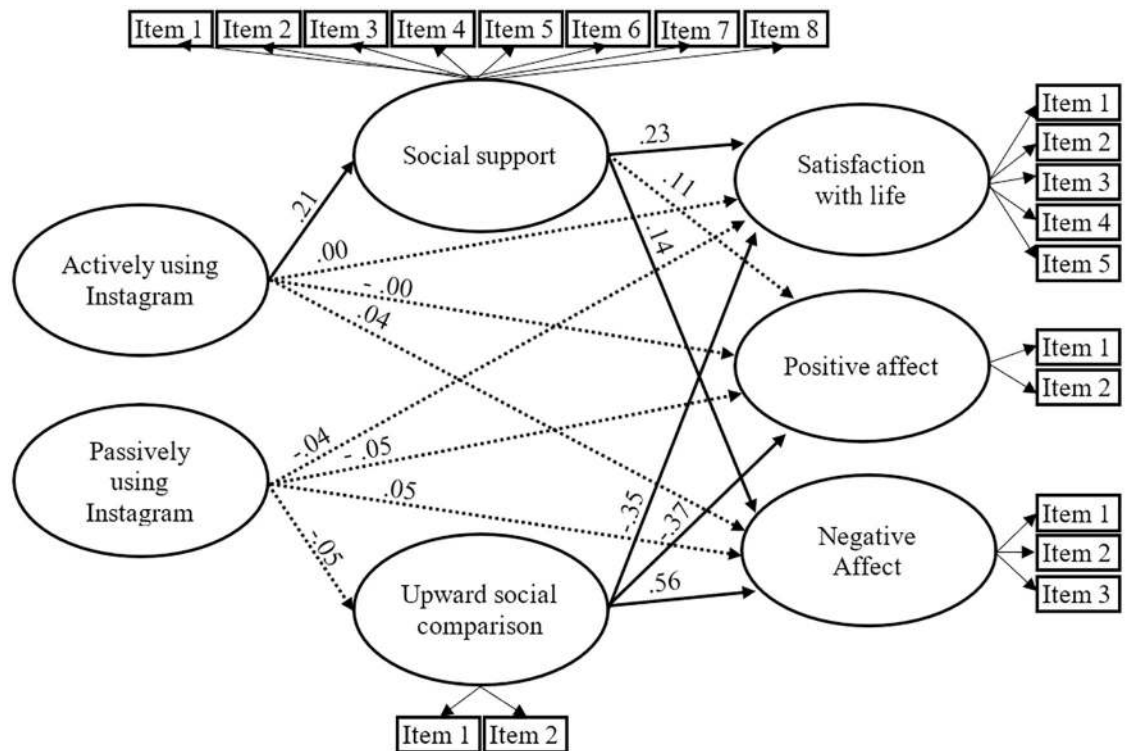 Item 1 Item 2 Item 3 Item 4 Item 5 Item 6 Item 7 Item 8
Social support
Satisfaction
with life
Item 1
Item 2
Item 3
Item 4
Item 5
Actively using
Instagram
Positive affect
Item 1
Item 2
Passively
using
Instagram
Negative
Affect
Item 1
Item 2
Item 3
Upward social
comparison
Item 1 Item 2
.21
.23
.11
.14
.00
- .00
.04
-.04
- .05
.05
-.05
-.35
-.37
.56